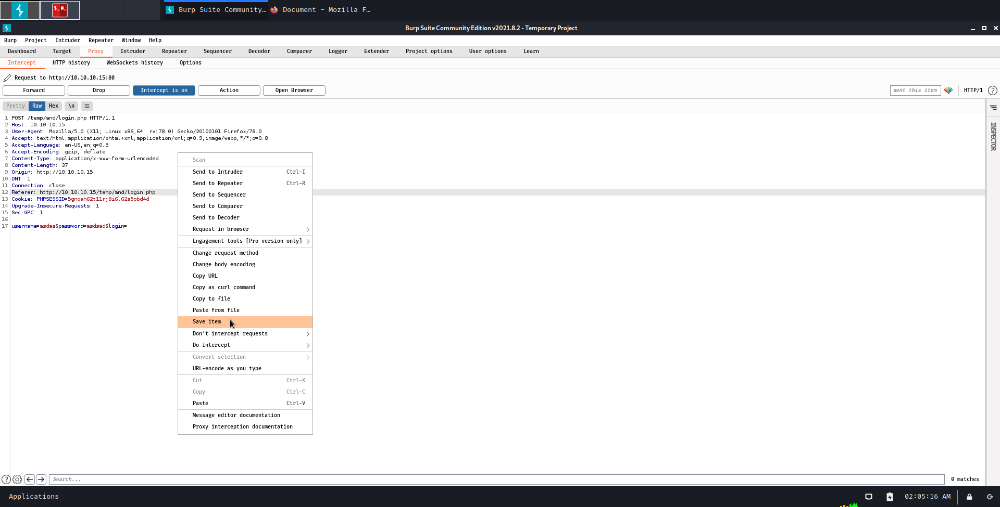 Burp Suite Community…
Document - Mozilla F…
Burp Suite Community Edition v2021.8.2 - Temporary Project
Burp Project Intruder Repeater Window Help
Dashboard Target Proxy Intruder Repeater Sequencer Decoder Comparer Logger Extender Project options User options Learn
Intercept HTTP history WebSockets history Options
Request to http://10.10.10.15:80
Forward Drop Intercept is on Action Open Browser ment this item HTTP/1 ?
Pretty Raw Hex \n ≡
INSPECTOR
1 POST /temp/and/login.php HTTP/1.1
2 Host: 10.10.10.15
3 User-Agent: Mozilla/5.0 (X11; Linux x86_64; rv:78.0) Gecko/20100101 Firefox/78.0
4 Accept: text/html,application/xhtml+xml,application/xml;q=0.9,image/webp,*/*;q=0.8
5 Accept-Language: en-US,en;q=0.5
6 Accept-Encoding: gzip, deflate
7 Content-Type: application/x-www-form-urlencoded
8 Content-Length: 37
9 Origin: http://10.10.10.15
10 DNT: 1
11 Connection: close
12 Referer: http://10.10.10.15/temp/and/login.php
13 Cookie: PHPSESSID=5gnqah62t11rj8i6l62s5pbd4d
14 Upgrade-Insecure-Requests: 1
15 Sec-GPC: 1
16
17 username=asdas&password=asdsad&login=
Scan
Send to Intruder Ctrl-I
Send to Repeater Ctrl-R
Send to Sequencer
Send to Comparer
Send to Decoder
Request in browser
Engagement tools [Pro version only]
Change request method
Change body encoding
Copy URL
Copy as curl command
Copy to file
Paste from file
Save item
Don't intercept requests
Do intercept
Convert selection
URL-encode as you type
Cut Ctrl-X
Copy Ctrl-C
Paste Ctrl-V
Message editor documentation
Proxy interception documentation
? Search... 0 matches
Applications 02:05:16 AM